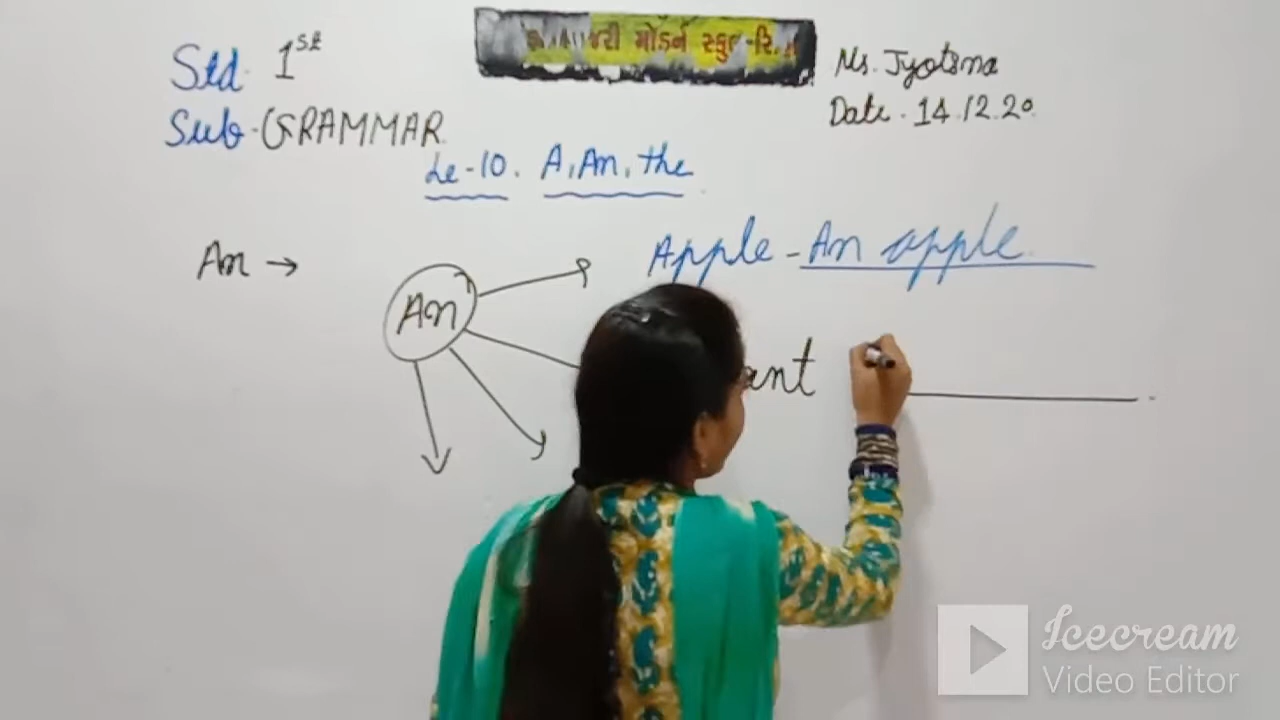 Std. 1st
Sub-GRAMMAR
મોડર્ન સ્કુલ
Ms. Jyotsna
Date. 14.12.20.
Le-10. A, An, the
An →
An
Apple - An apple
ant
Icecream
Video Editor